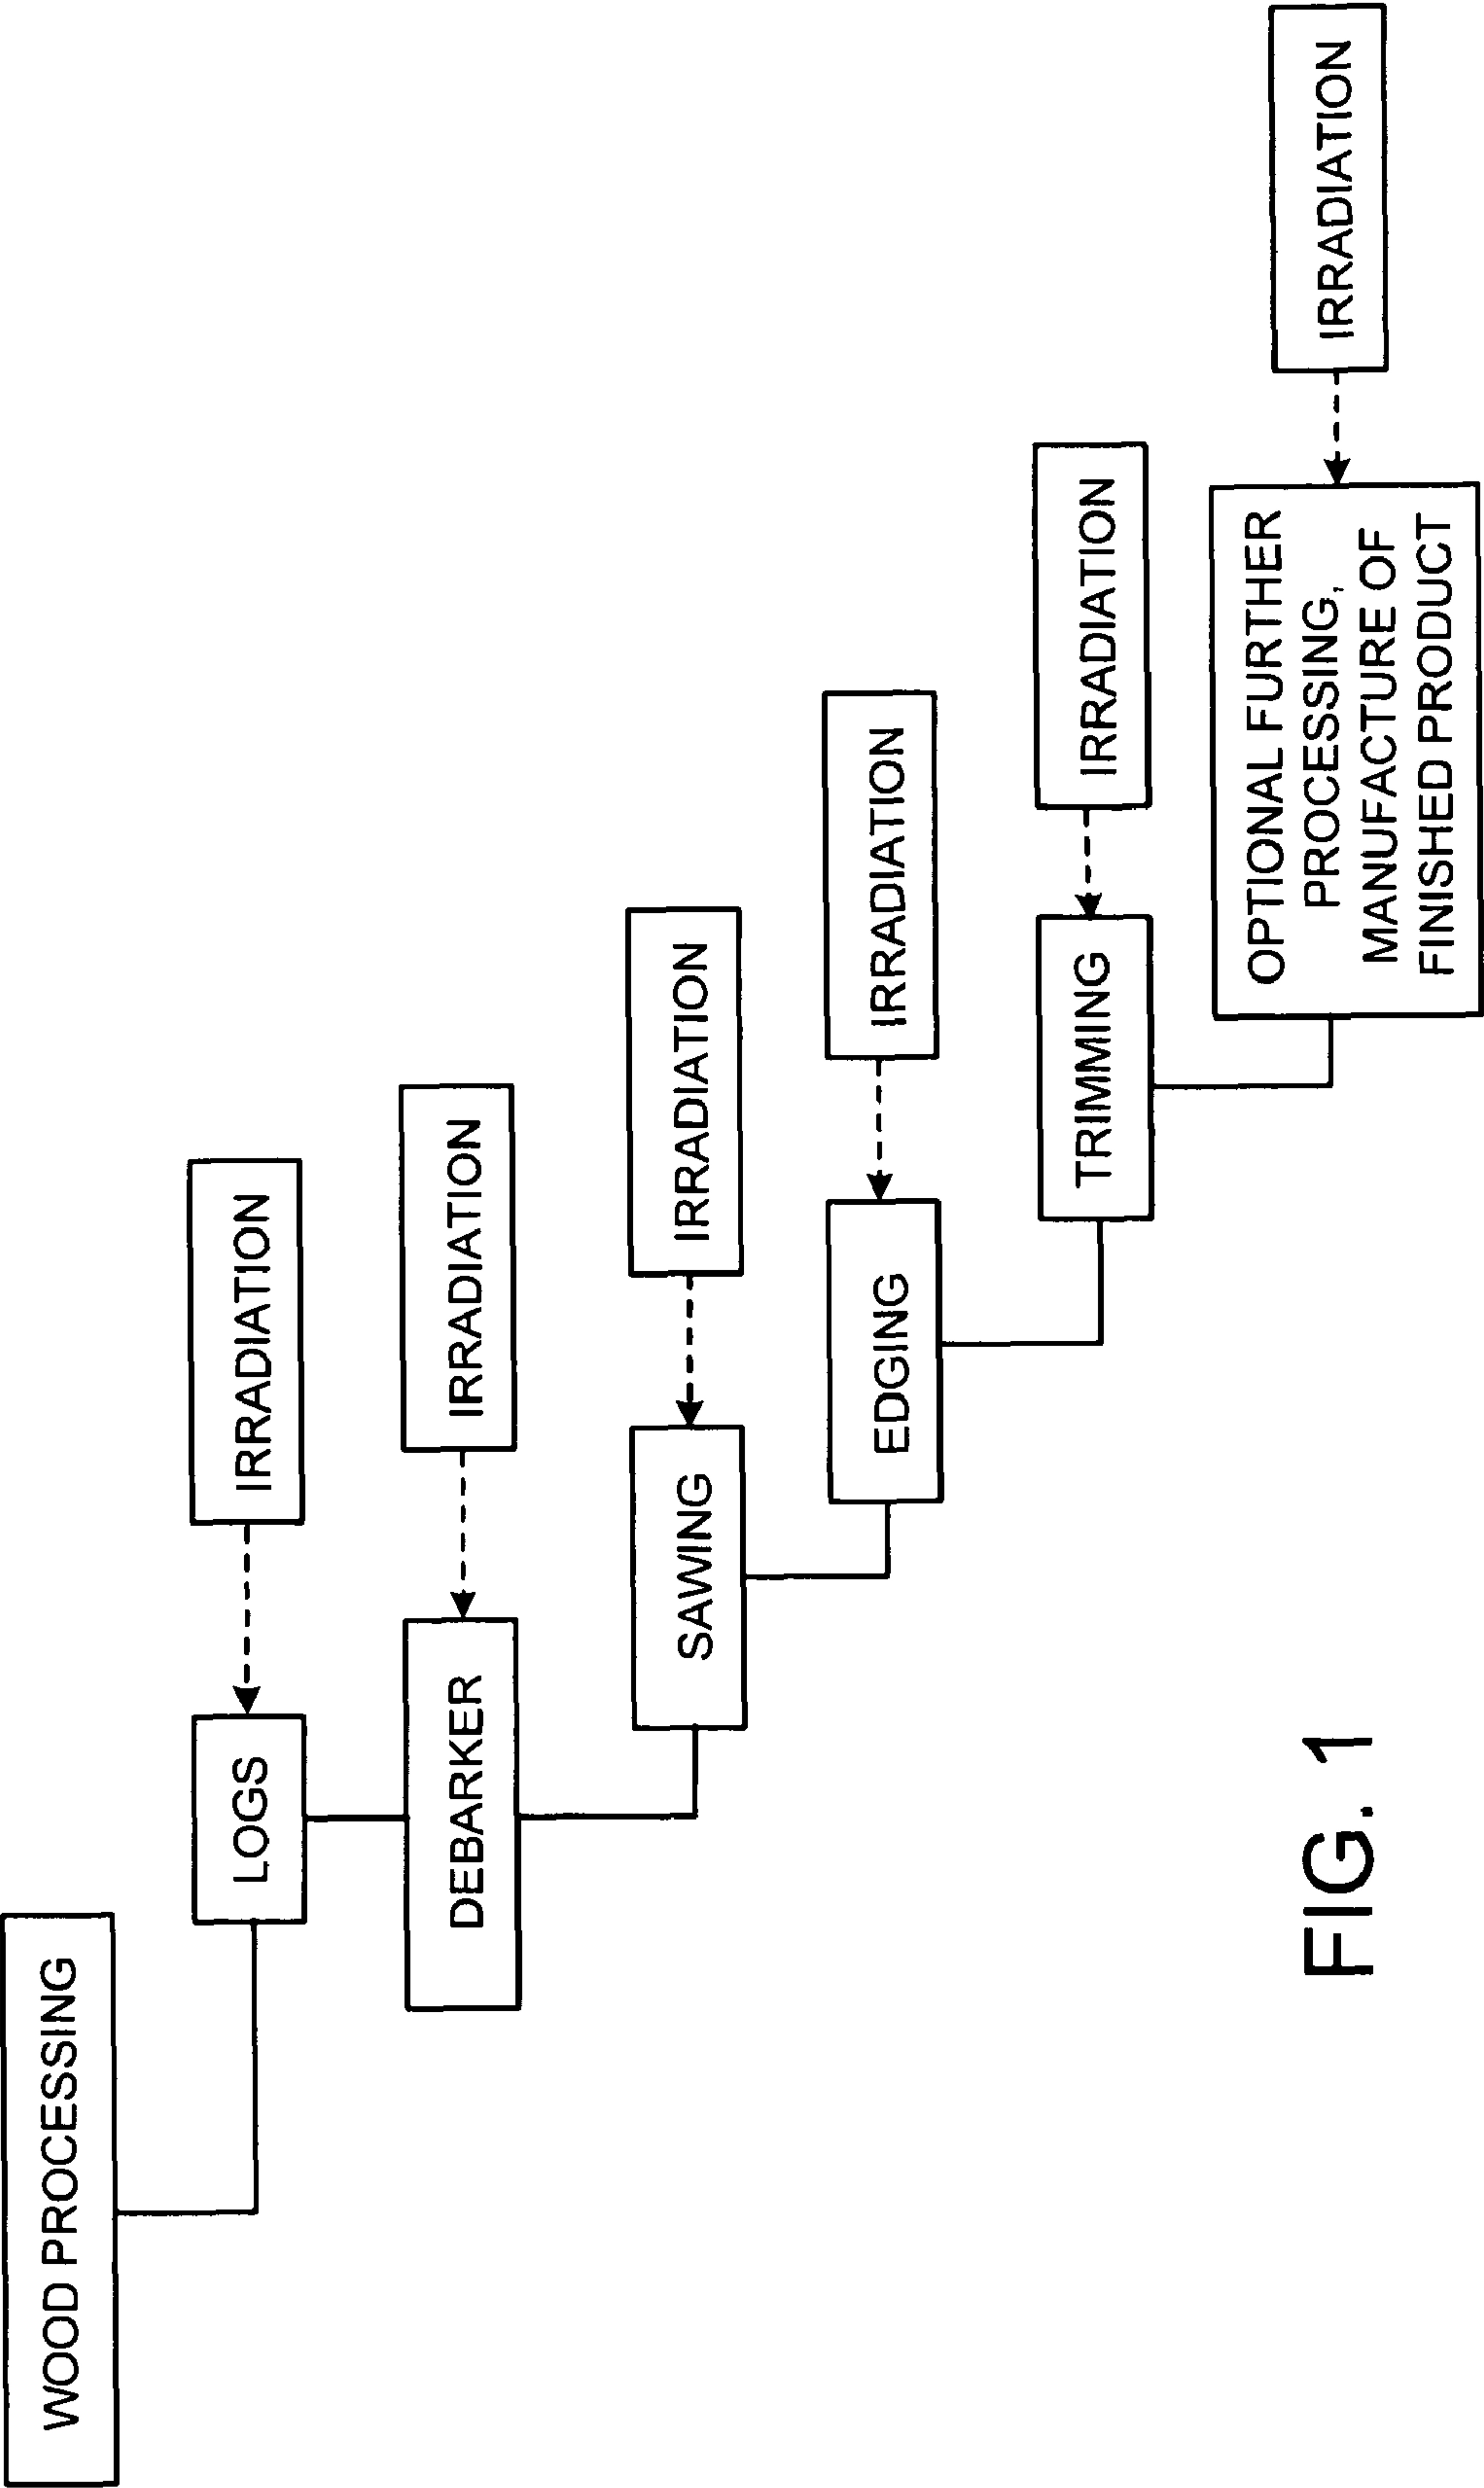 WOOD PROCESSING
LOGS
IRRADIATION
DEBARKER
IRRADIATION
SAWING
IRRADIATION
EDGING
IRRADIATION
TRIMMING
IRRADIATION
OPTIONAL FURTHER
PROCESSING,
MANUFACTURE OF
FINISHED PRODUCT
IRRADIATION
FIG. 1